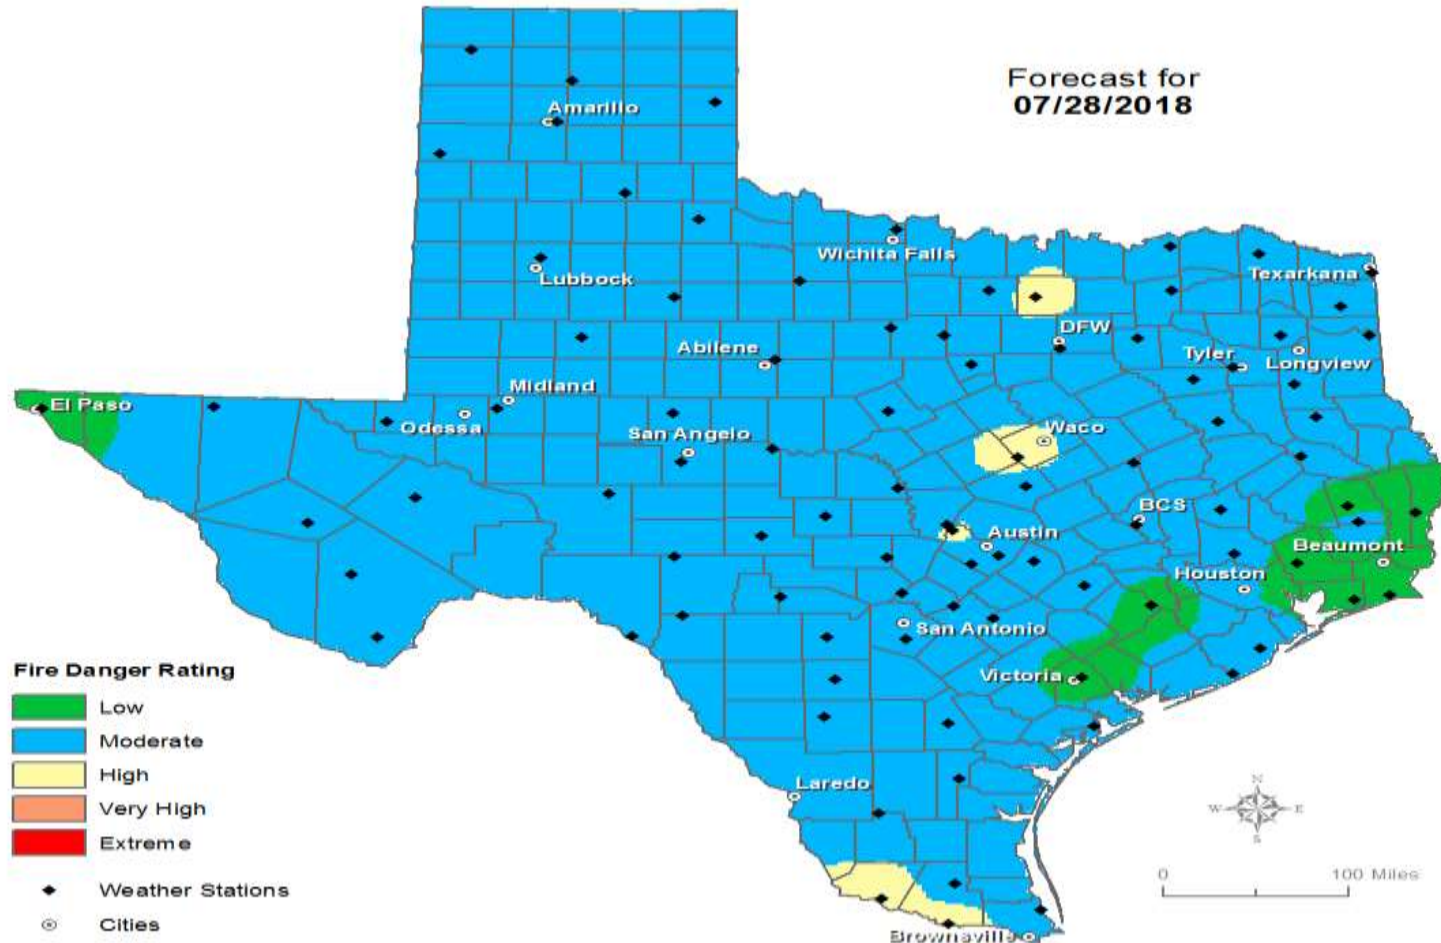 Forecast for
07/28/2018
Amarillo
Wichita Falls
Lubbock
Texarkana
DFW
Abilene
Tyler
Longview
Midland
El Paso
Odessa
San Angelo
Waco
BCS
Austin
Beaumont
Houston
San Antonio
Victoria
Laredo
Brownsville
Fire Danger Rating
Low
Moderate
High
Very High
Extreme
Weather Stations
Cities
N
W E
S
0 100 Miles